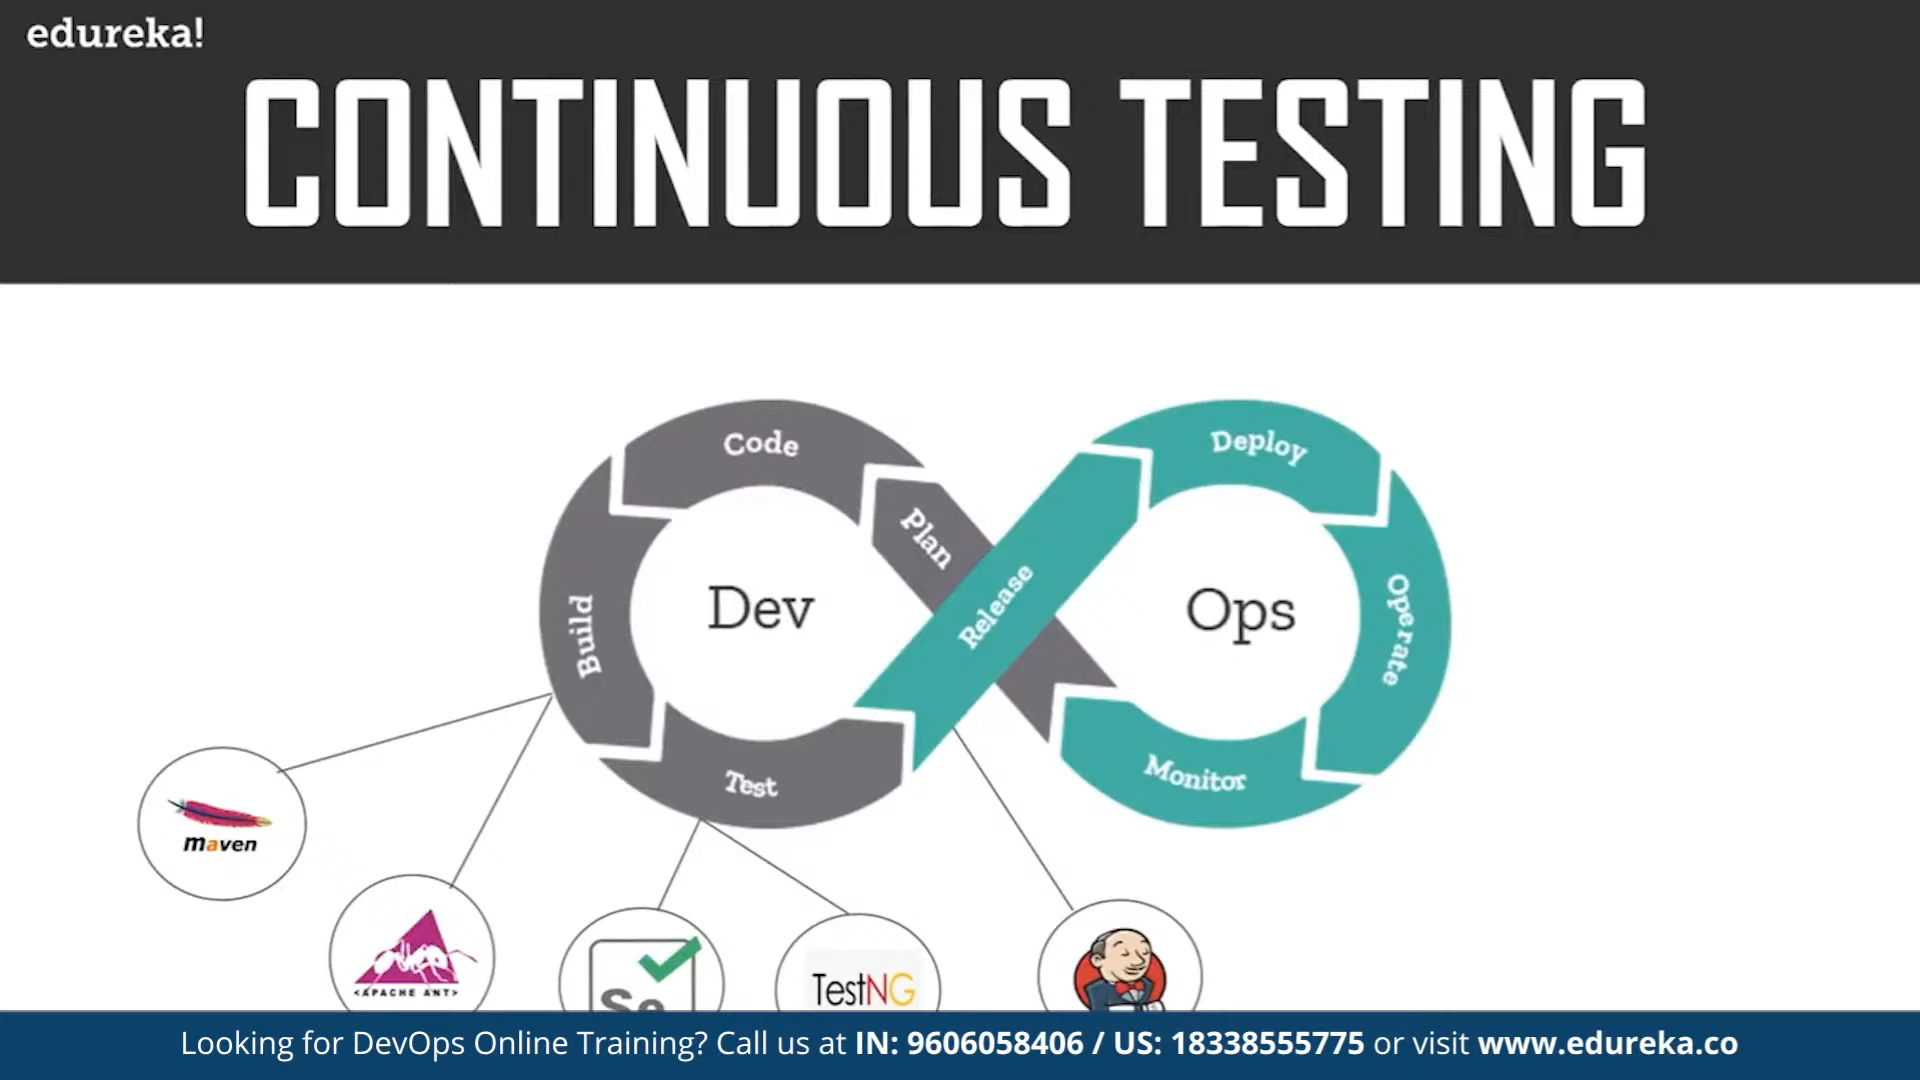 edureka!
CONTINUOUS TESTING
Code
Deploy
Plan
Release
Build
Dev
Ops
Operate
Test
Monitor
maven
<APACHE ANT>
Se
TestNG
Looking for DevOps Online Training? Call us at IN: 9606058406 / US: 18338555775 or visit www.edureka.co